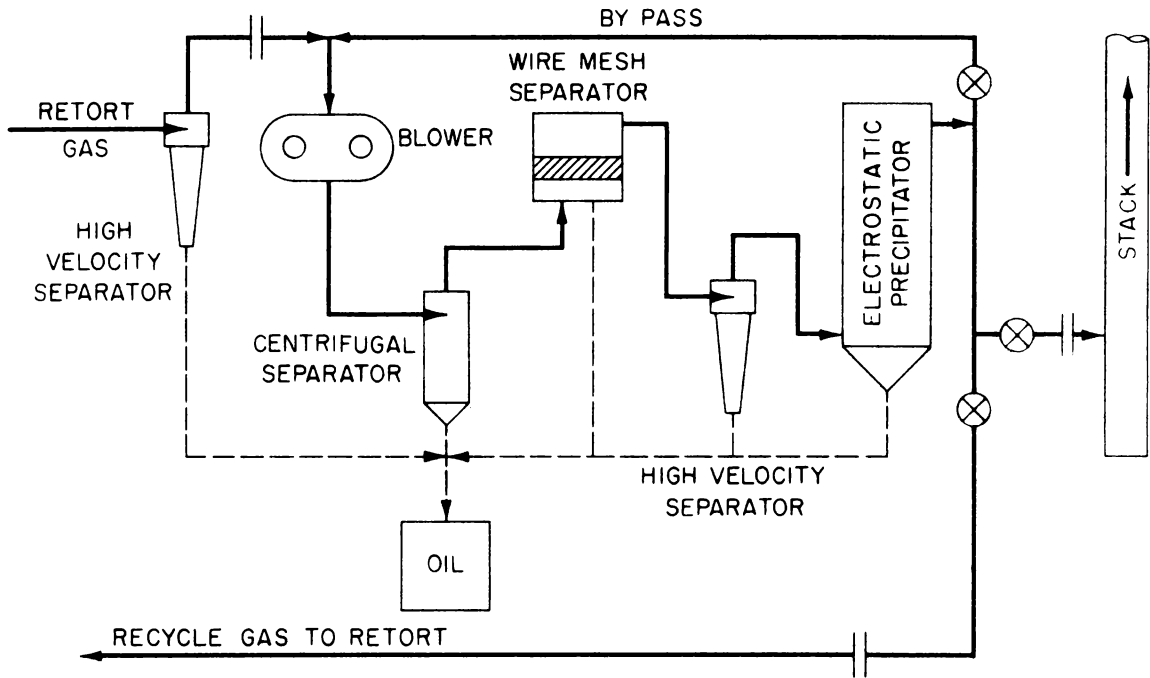 BY PASS
WIRE MESH
SEPARATOR
RETORT
GAS
BLOWER
ELECTROSTATIC
PRECIPITATOR
STACK
HIGH
VELOCITY
SEPARATOR
CENTRIFUGAL
SEPARATOR
HIGH VELOCITY
SEPARATOR
OIL
RECYCLE GAS TO RETORT